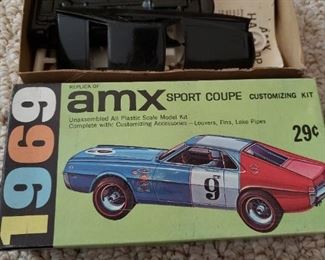 1969
REPLICA OF
amx SPORT COUPE CUSTOMIZING KIT
Unassembled All Plastic Scale Model Kit
Complete with: Customizing Accessories — Louvers, Fins, Lake Pipes
29¢
9